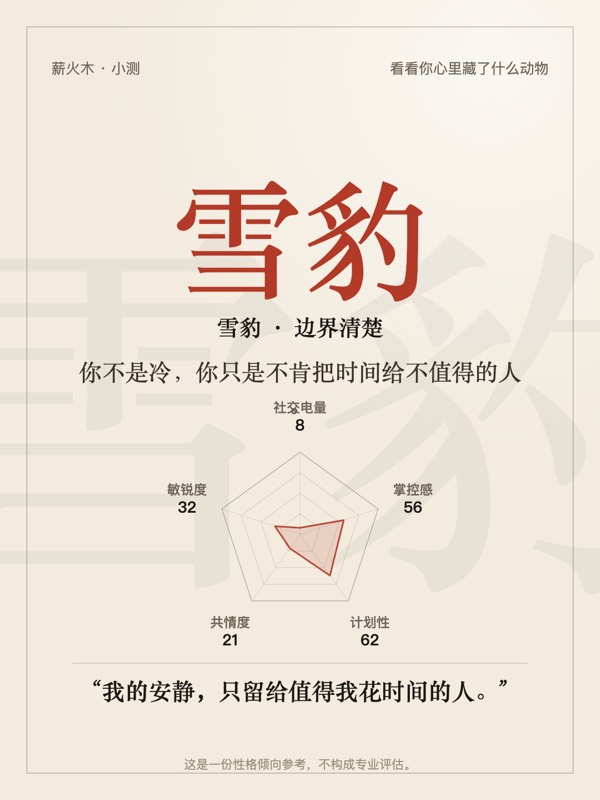 薪火木 · 小测
看看你心里藏了什么动物
雪豹
雪豹 · 边界清楚
你不是冷，你只是不肯把时间给不值得的人
社交电量
8
敏锐度
32
掌控感
56
共情度
21
计划性
62
“我的安静，只留给值得我花时间的人。”
这是一份性格倾向参考，不构成专业评估。